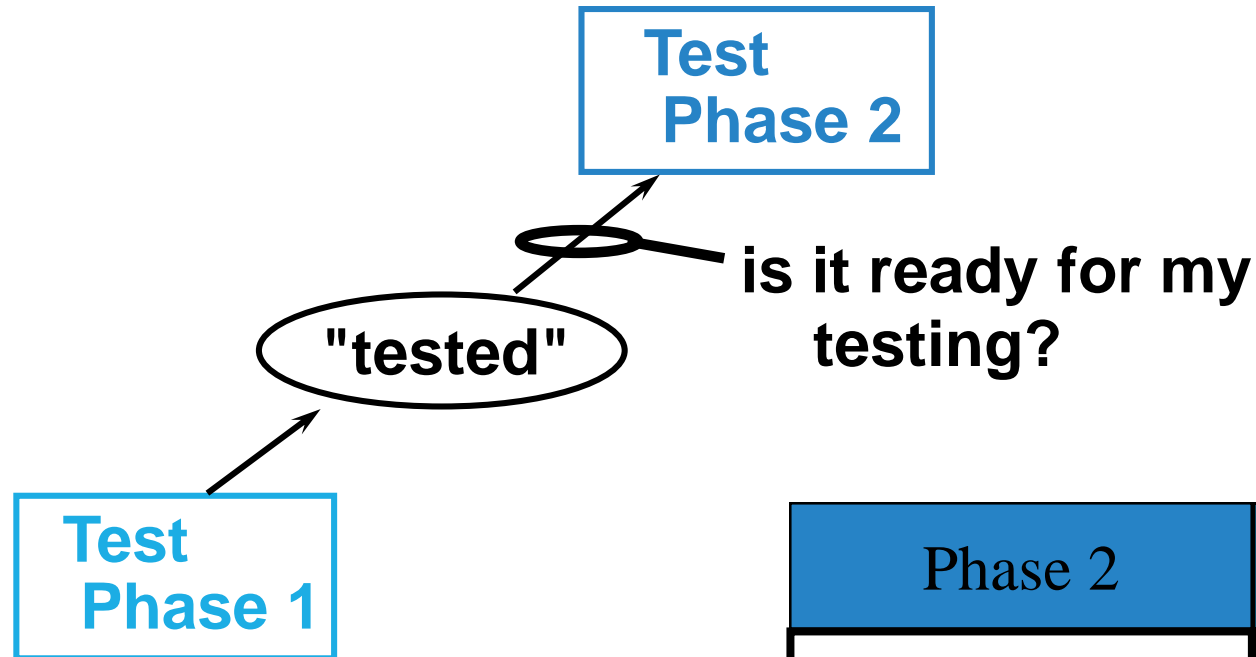 Test
Phase 2
is it ready for my
testing?
"tested"
Test
Phase 1
Phase 2